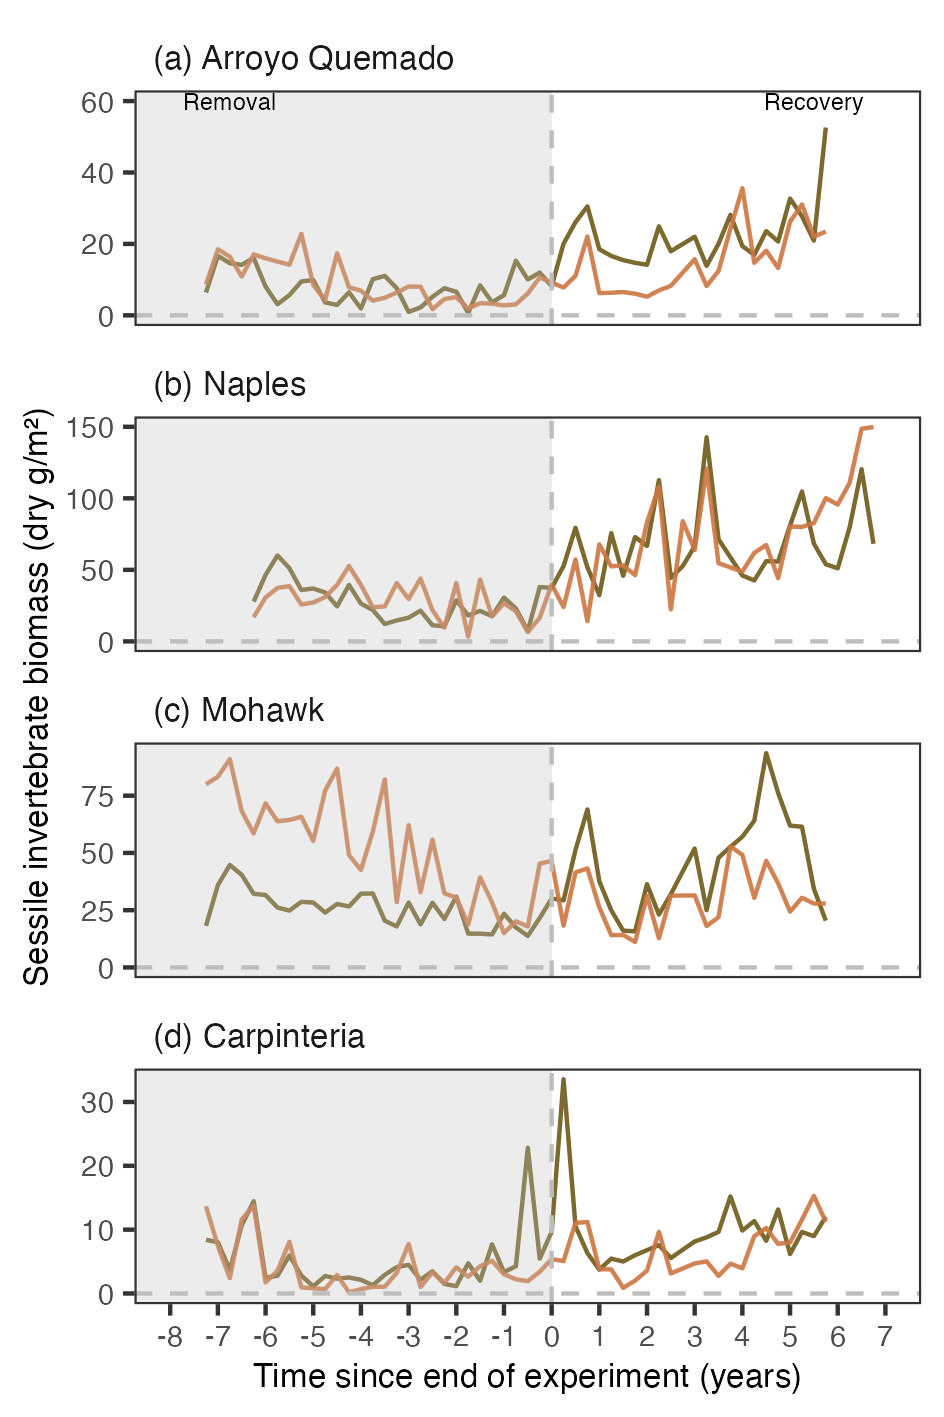 (a) Arroyo Quemado
Removal
Recovery
60
40
20
0
(b) Naples
150
100
50
0
(c) Mohawk
75
50
25
0
(d) Carpinteria
30
20
10
0
-8 -7 -6 -5 -4 -3 -2 -1 0 1 2 3 4 5 6 7
Time since end of experiment (years)
Sessile invertebrate biomass (dry g/m²)